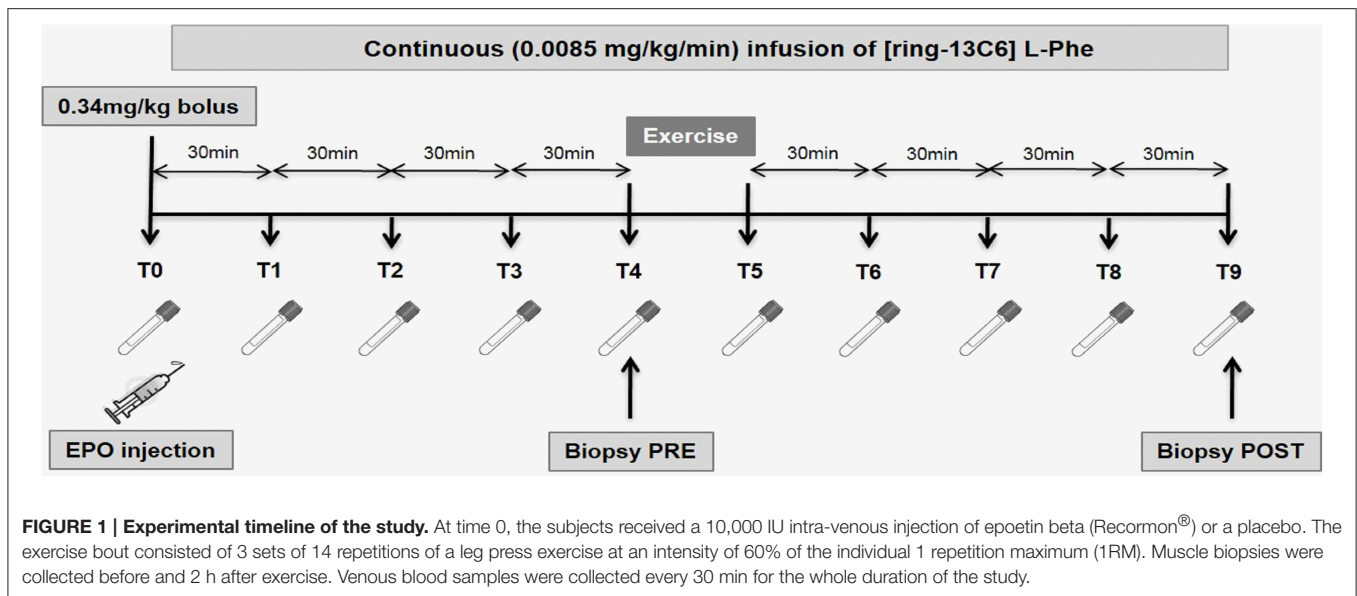 Continuous (0.0085 mg/kg/min) infusion of [ring-13C6] L-Phe
0.34mg/kg bolus
Exercise
30min 30min 30min 30min 30min 30min 30min 30min
T0 T1 T2 T3 T4 T5 T6 T7 T8 T9
EPO injection Biopsy PRE Biopsy POST
FIGURE 1 | Experimental timeline of the study. At time 0, the subjects received a 10,000 IU intra-venous injection of epoetin beta (Recormon®) or a placebo. The
exercise bout consisted of 3 sets of 14 repetitions of a leg press exercise at an intensity of 60% of the individual 1 repetition maximum (1RM). Muscle biopsies were
collected before and 2 h after exercise. Venous blood samples were collected every 30 min for the whole duration of the study.